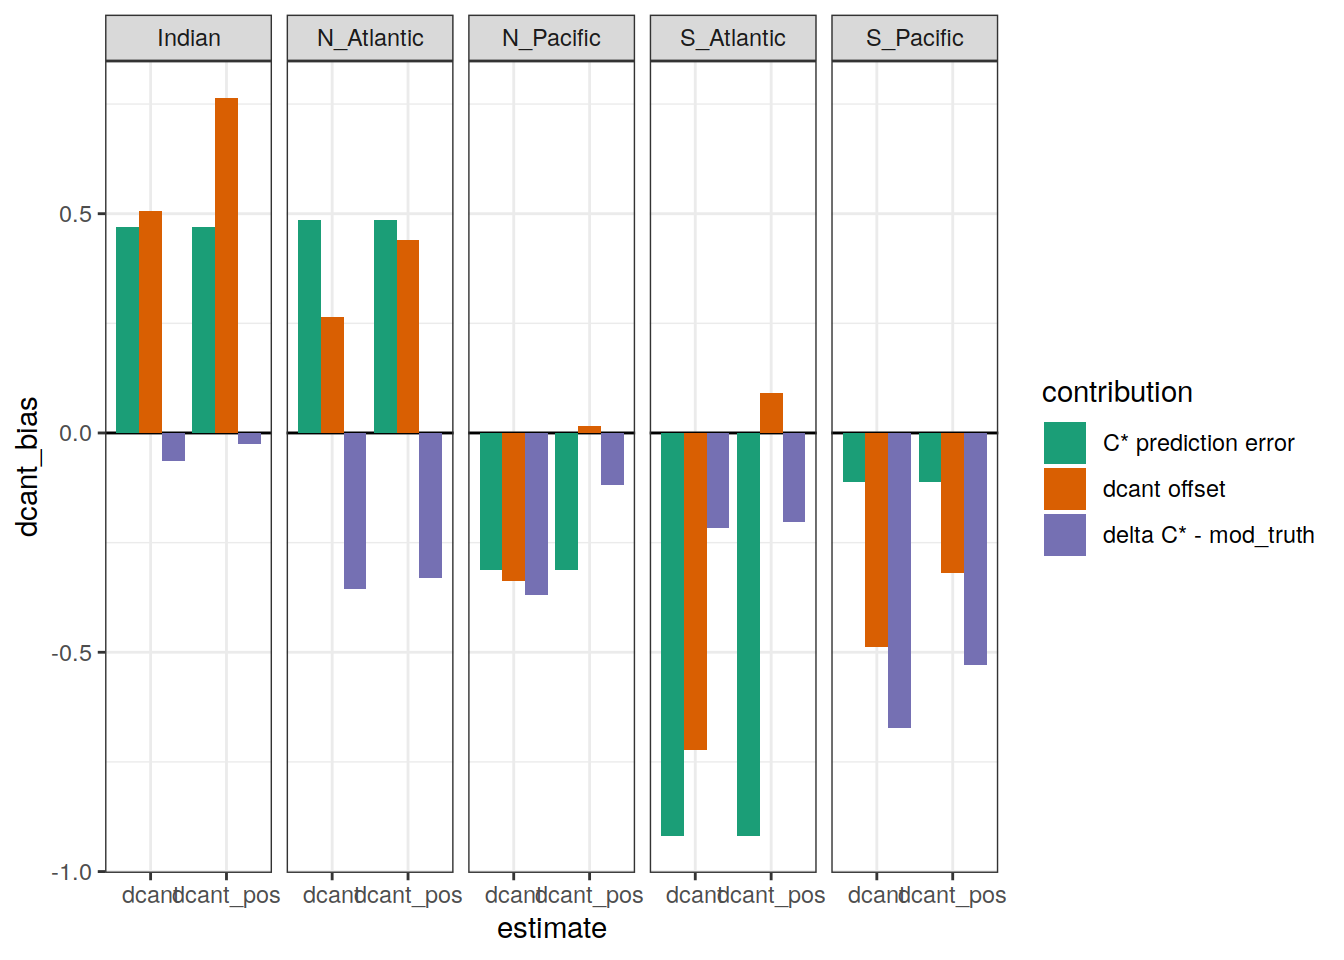 Indian N_Atlantic N_Pacific S_Atlantic S_Pacific
0.5
0.0
-0.5
-1.0
dcant_bias
dcant dcant_pos dcant dcant_pos dcant dcant_pos dcant dcant_pos dcant dcant_pos
estimate
contribution
C* prediction error
dcant offset
delta C* - mod_truth